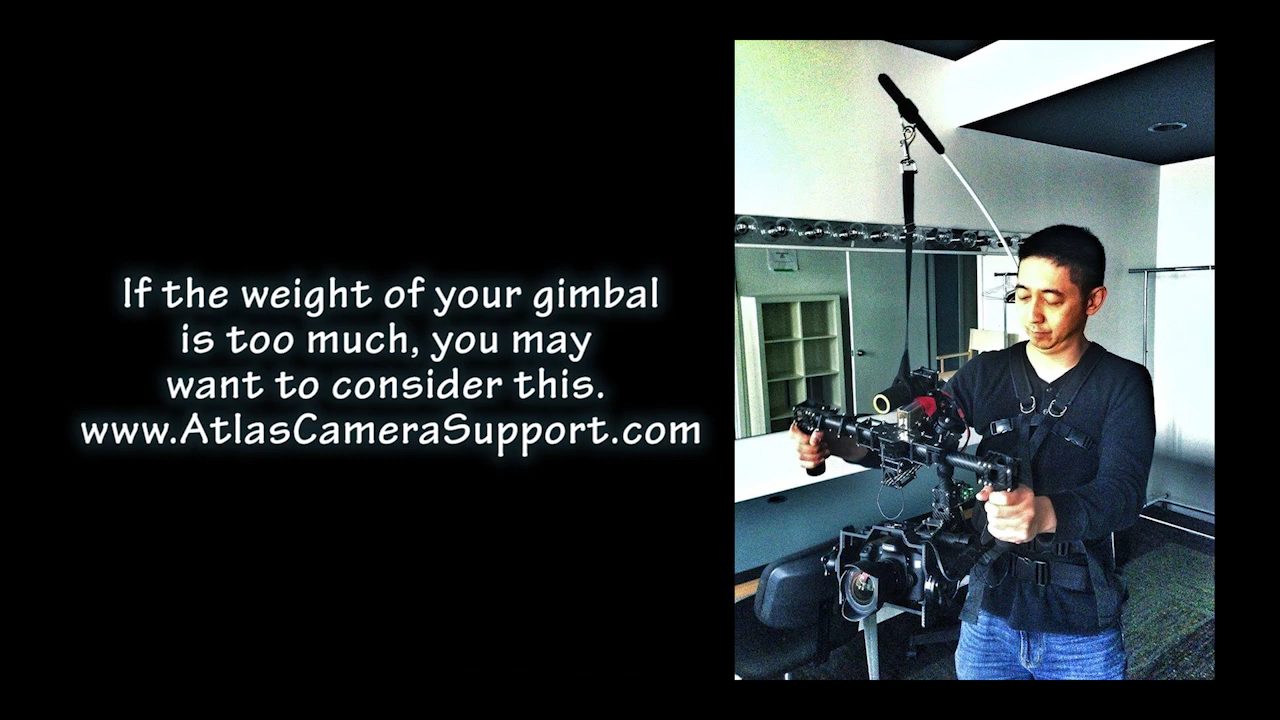 If the weight of your gimbal
is too much, you may
want to consider this.
www.AtlasCameraSupport.com